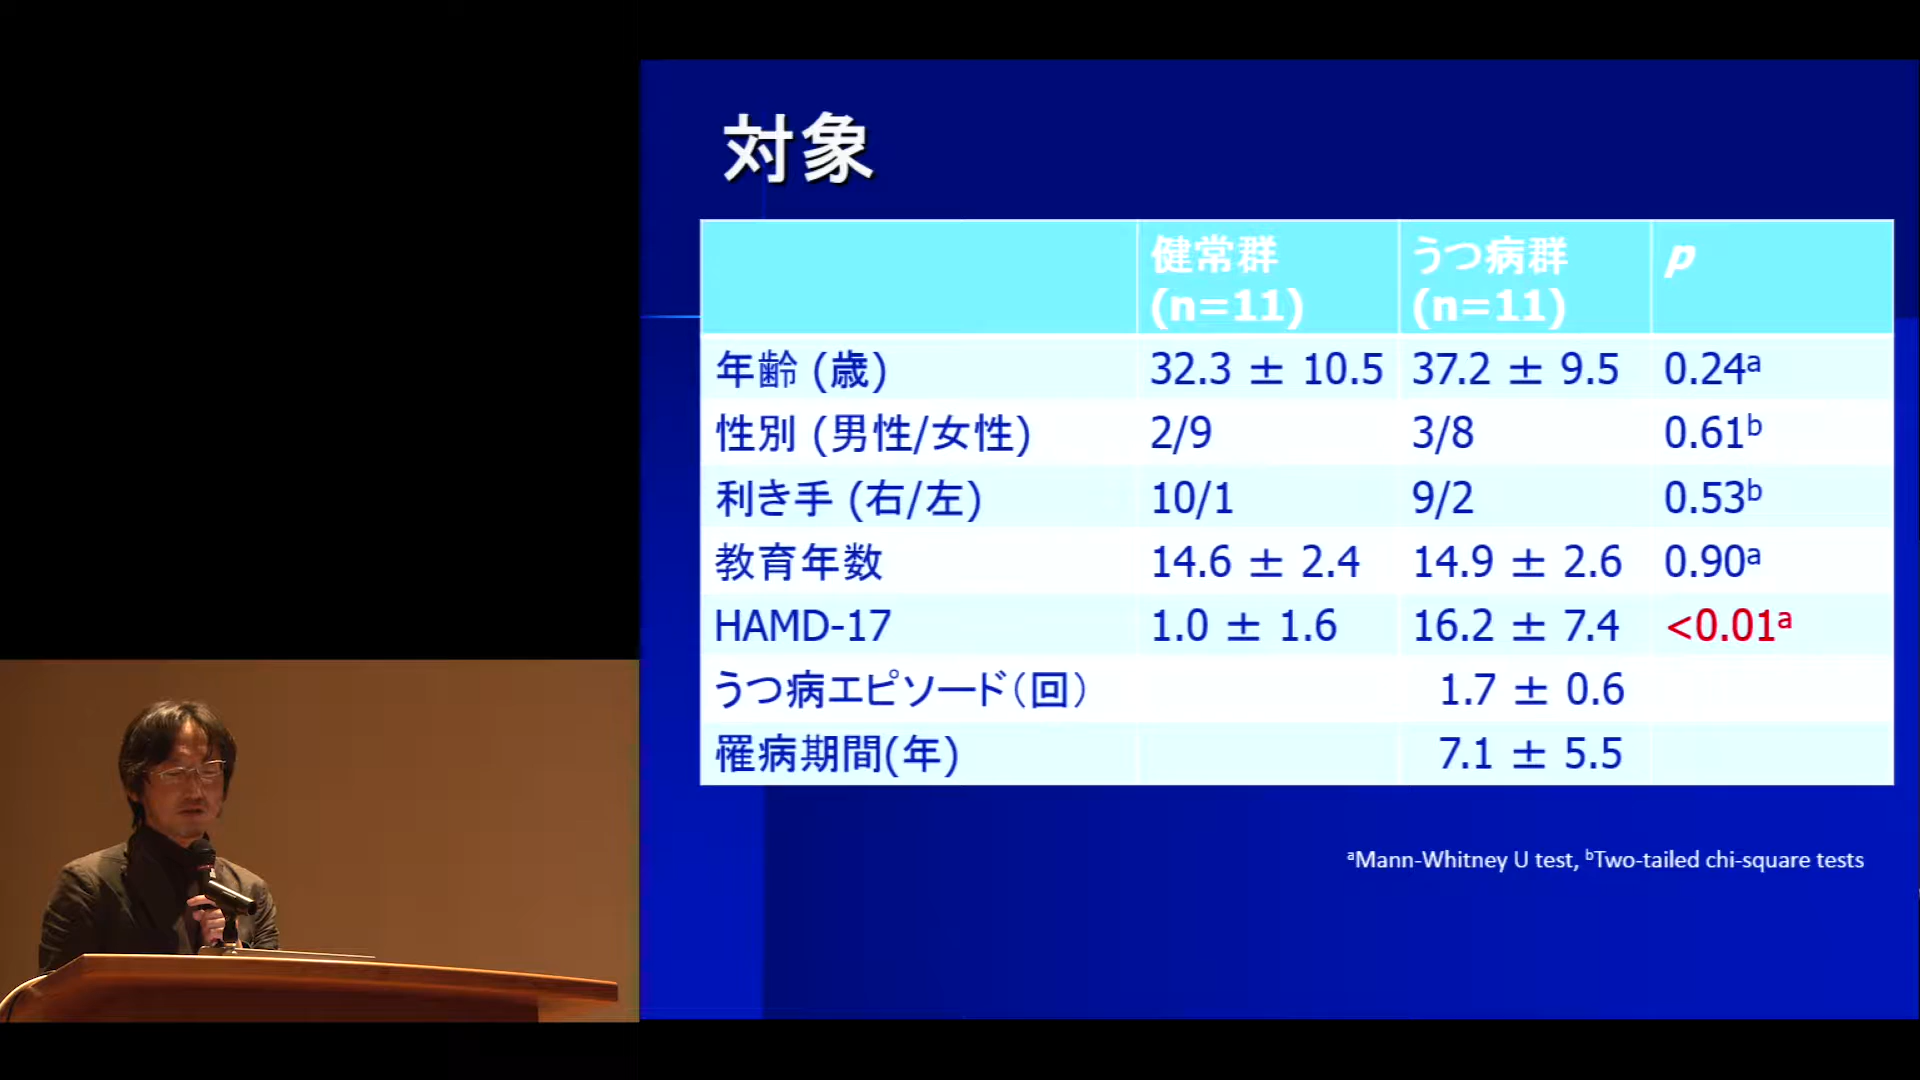 対象
健常群 (n=11) うつ病群 (n=11) p
年齢 (歳) 32.3 ± 10.5 37.2 ± 9.5 0.24a
性別 (男性/女性) 2/9 3/8 0.61b
利き手 (右/左) 10/1 9/2 0.53b
教育年数 14.6 ± 2.4 14.9 ± 2.6 0.90a
HAMD-17 1.0 ± 1.6 16.2 ± 7.4 <0.01a
うつ病エピソード（回） 1.7 ± 0.6
罹病期間(年) 7.1 ± 5.5
aMann-Whitney U test, bTwo-tailed chi-square tests